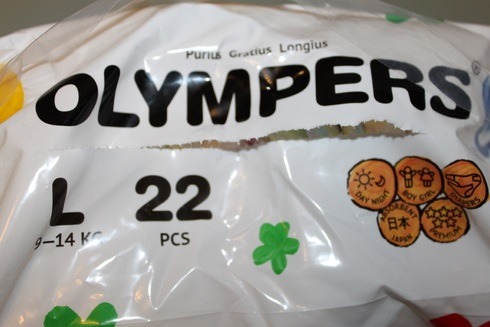 Purius Gratius Longius
OLYMPERS®
L
22
9–14 KG
PCS
DAY NIGHT
BOY GIRL
DIAPERS
ABSORBENT
日本
JAPAN
PREMIUM